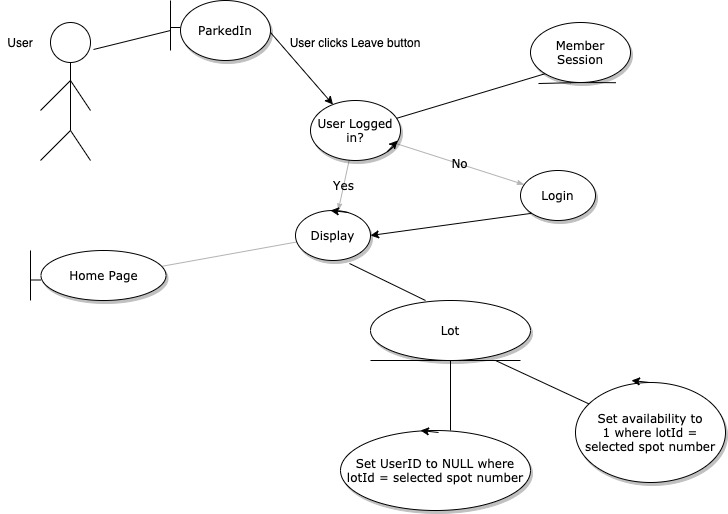 User
ParkedIn
User clicks Leave button
Member
Session
User Logged
in?
No
Yes
Login
Display
Home Page
Lot
Set availability to
1 where lotId =
selected spot number
Set UserID to NULL where
lotId = selected spot number